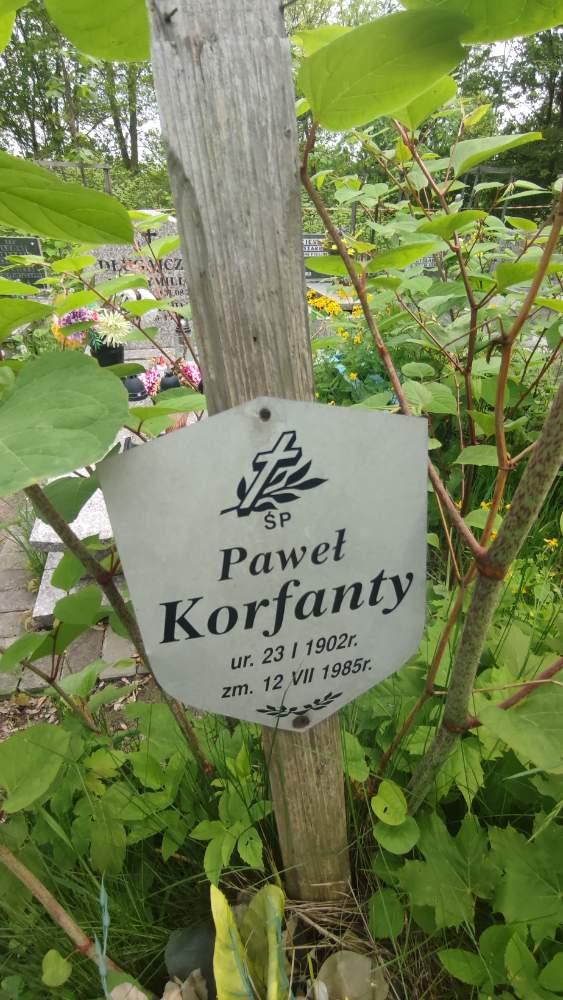 ŚP
Paweł
Korfanty
ur. 23 I 1902r.
zm. 12 VII 1985r.